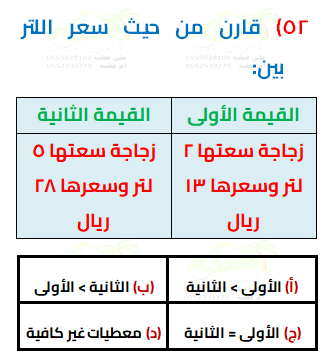 ٥٢) قارن من حيث سعر اللتر
بين:
القيمة الأولى
القيمة الثانية
زجاجة سعتها ٢
لتر وسعرها ١٣
ريال
زجاجة سعتها ٥
لتر وسعرها ٢٨
ريال
(أ) الأولى > الثانية
(ب) الثانية > الأولى
(ج) الأولى = الثانية
(د) معطيات غير كافية